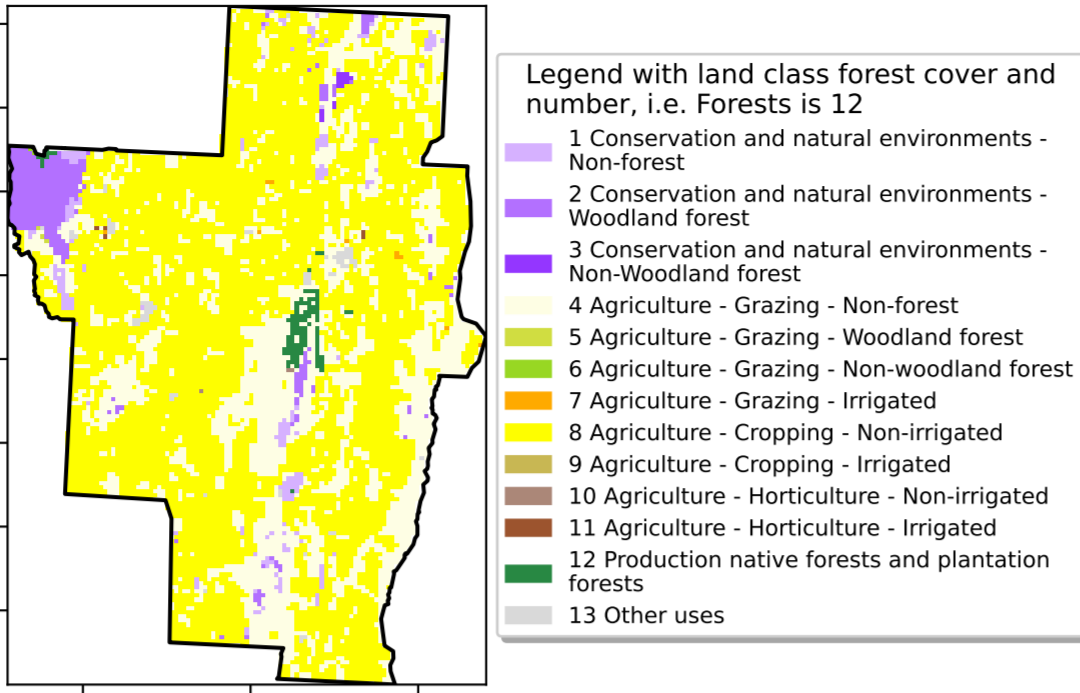 Legend with land class forest cover and
number, i.e. Forests is 12
1 Conservation and natural environments -
Non-forest
2 Conservation and natural environments -
Woodland forest
3 Conservation and natural environments -
Non-Woodland forest
4 Agriculture - Grazing - Non-forest
5 Agriculture - Grazing - Woodland forest
6 Agriculture - Grazing - Non-woodland forest
7 Agriculture - Grazing - Irrigated
8 Agriculture - Cropping - Non-irrigated
9 Agriculture - Cropping - Irrigated
10 Agriculture - Horticulture - Non-irrigated
11 Agriculture - Horticulture - Irrigated
12 Production native forests and plantation
forests
13 Other uses